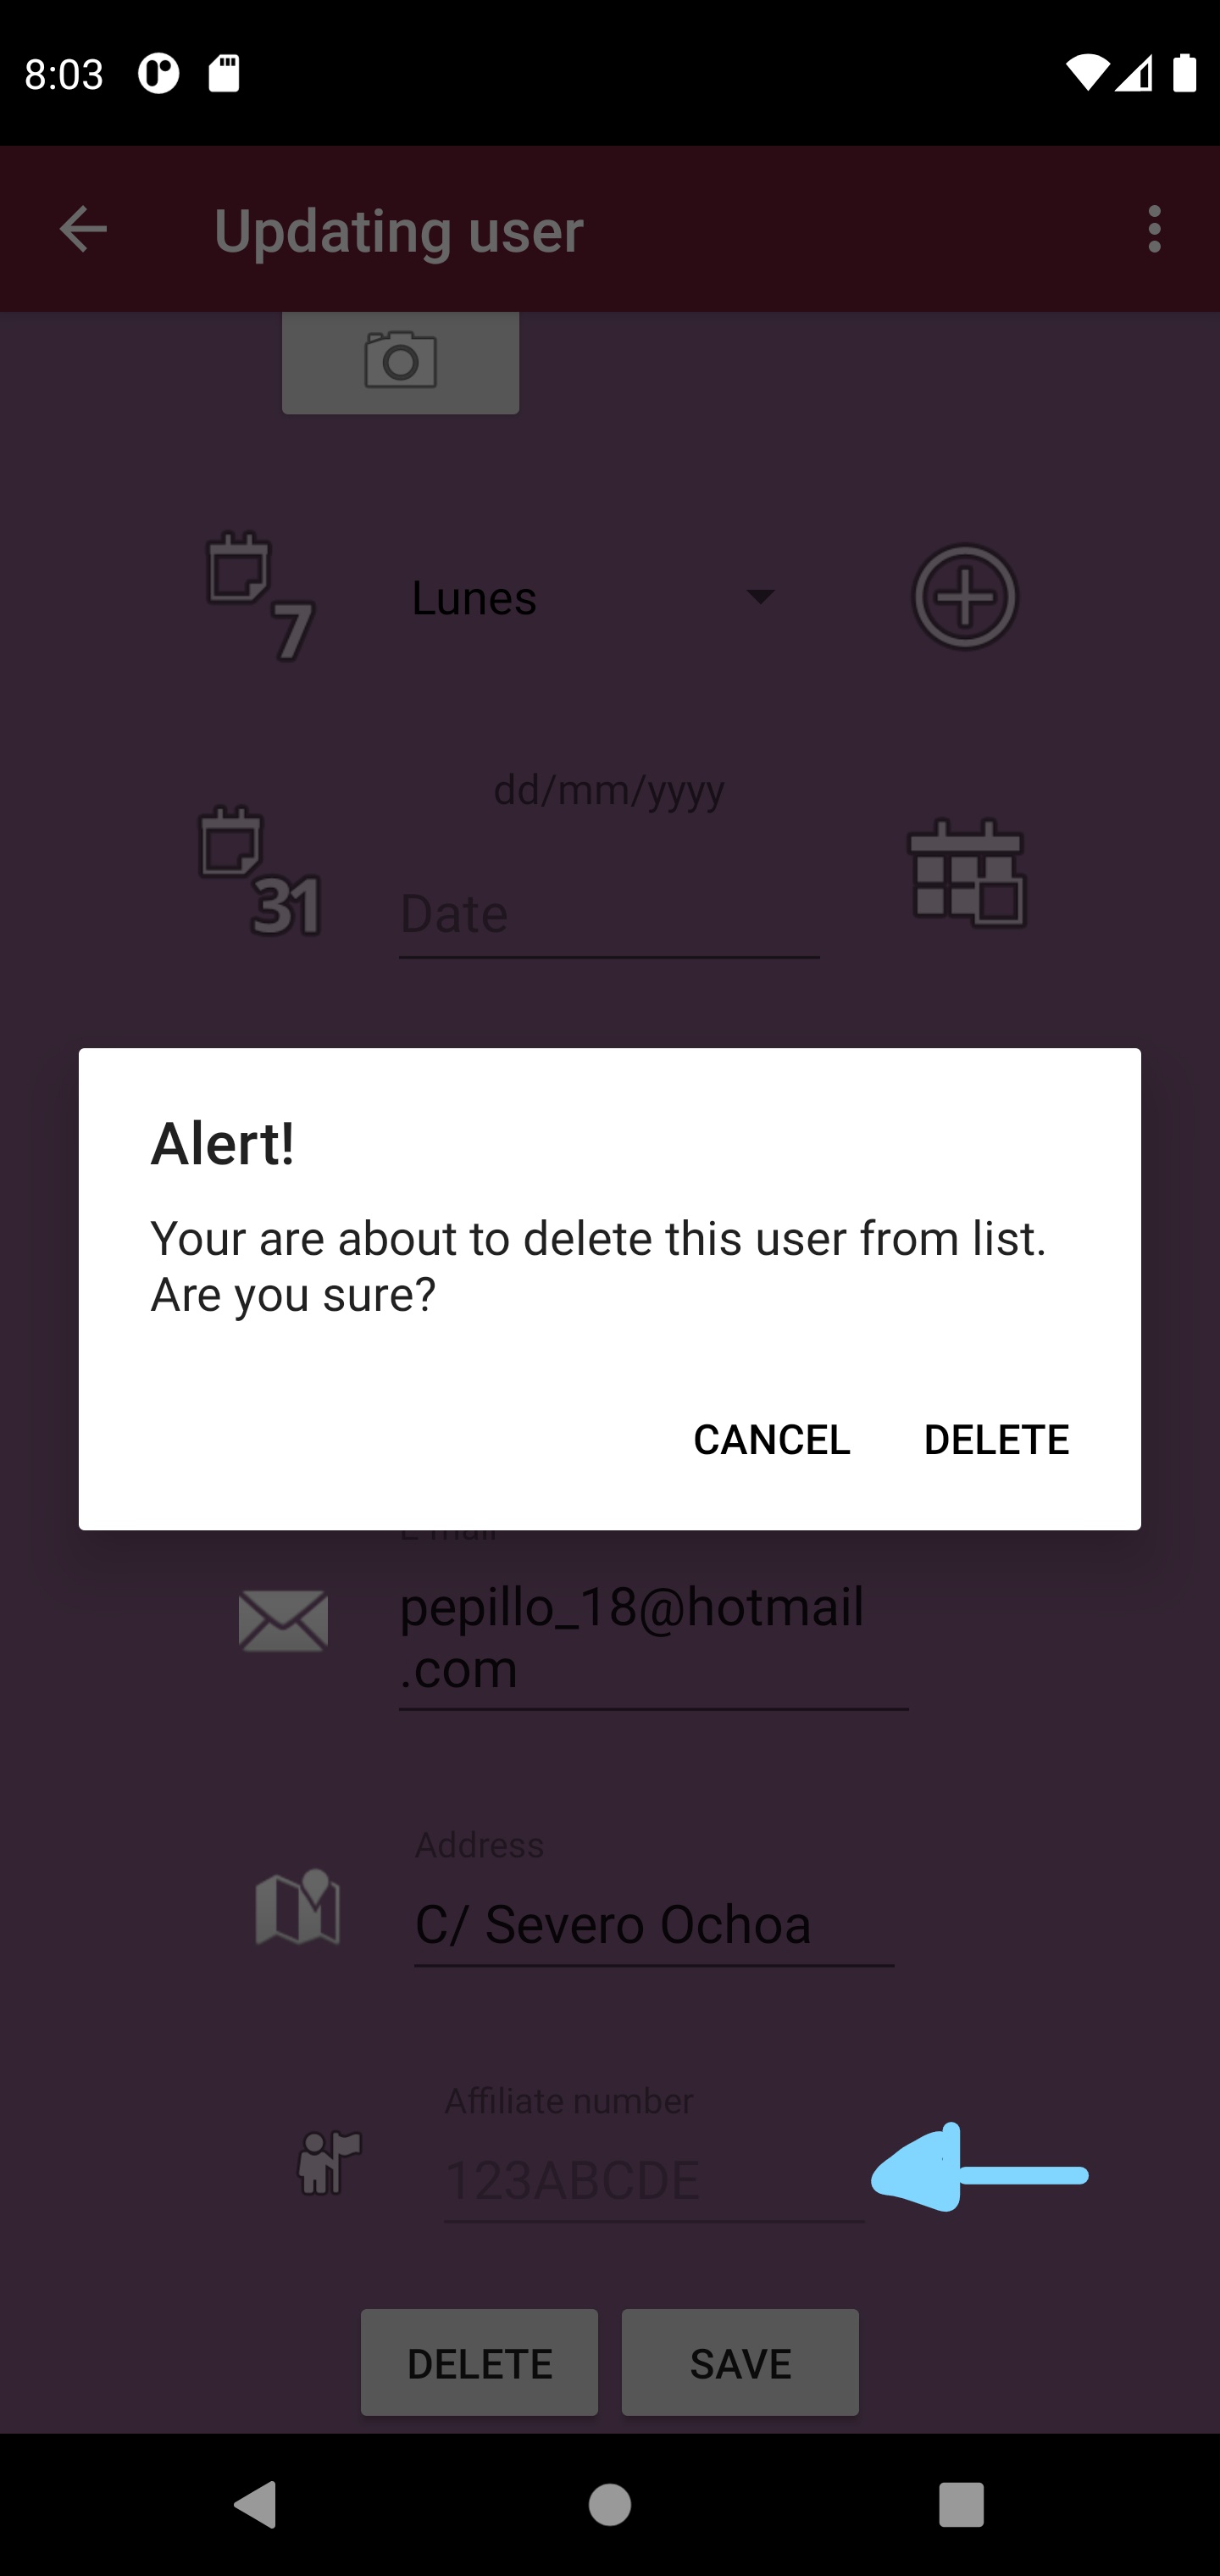 8:03
Updating user
7
Lunes
dd/mm/yyyy
31
Date
Alert!
Your are about to delete this user from list.
Are you sure?
CANCEL DELETE
E-mail
pepillo_18@hotmail
.com
Address
C/ Severo Ochoa
Affiliate number
123ABCDE
DELETE SAVE